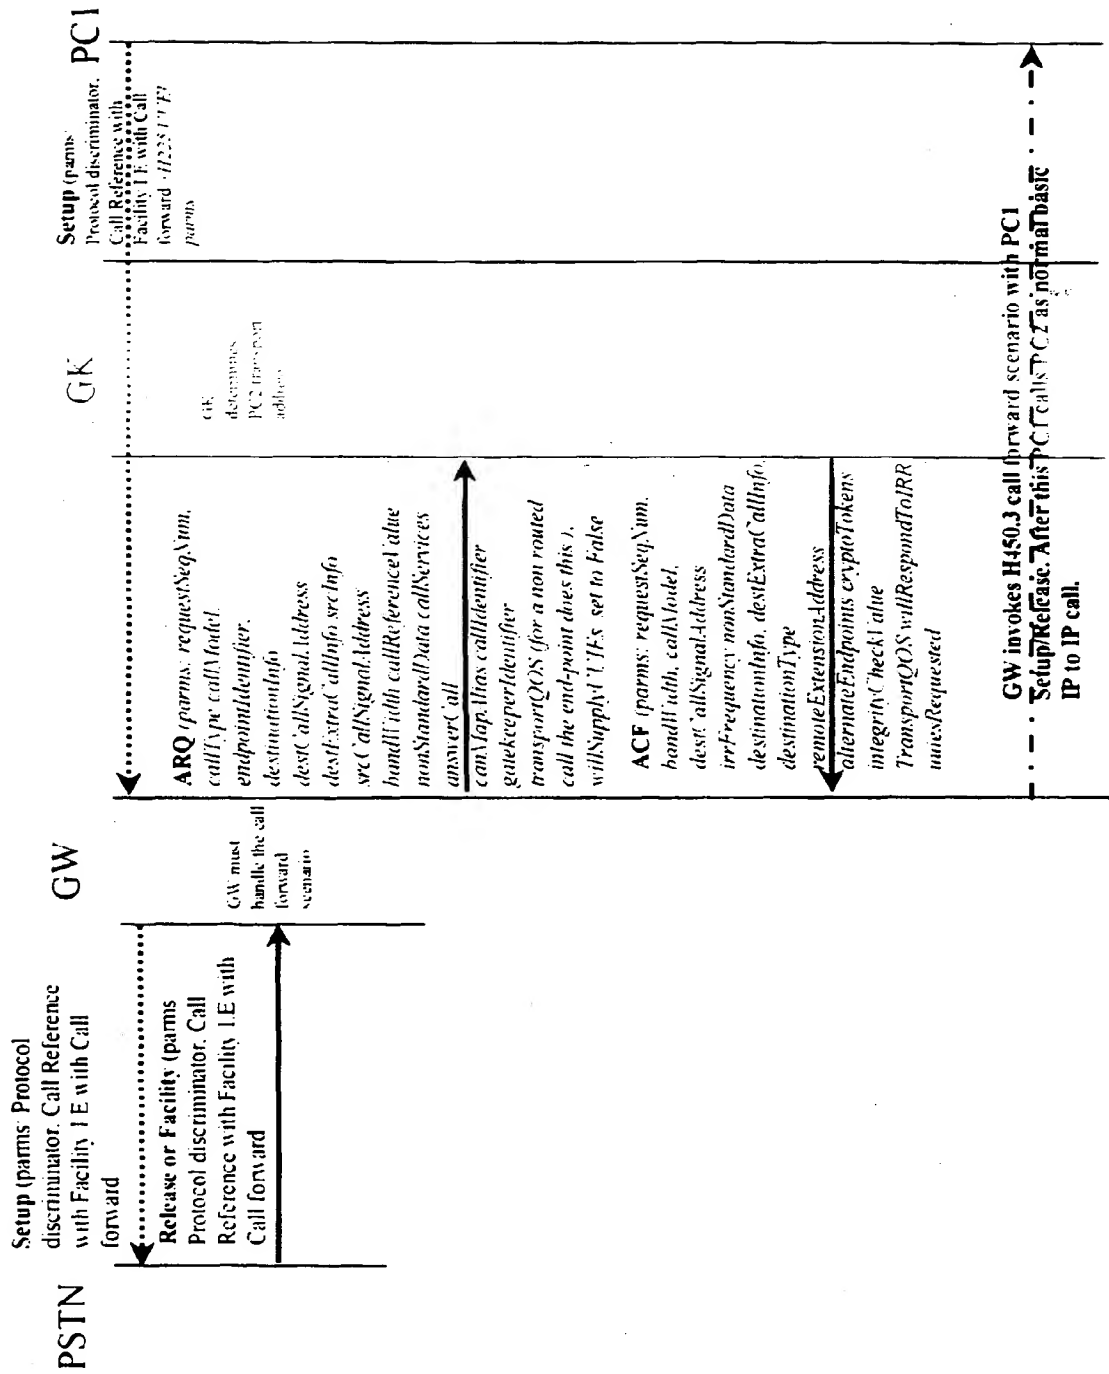 PSTN
GW
GK
PC1
Setup (parms: Protocol
discriminator. Call Reference
with Facility I E with Call
forward
Release or Facility (parms
Protocol discriminator. Call
Reference with Facility I.E with
Call forward
GW must
handle the call
forward
scenario
Setup (parms:
Protocol discriminator.
Call Reference with
Facility I E with Call
forward
parms
GK
determines
PC2 transport
address
ARQ (parms: requestSeqNum,
callType callModel,
endpointIdentifier,
destinationInfo
destCallSignalAddress
destExtraCallInfo srcInfo
srcCallSignalAddress
bandWidth callReferenceValue
nonStandardData callServices
answerCall
canMapAlias callIdentifier
gatekeeperIdentifier
transportQOS (for a non routed
call the end-point does this ),
willSupplyUUIEs set to False
ACF (parms: requestSeqNum,
bandWidth, callModel,
destCallSignalAddress
irrFrequency nonStandardData
destinationInfo, destExtraCallInfo,
destinationType
remoteExtensionAddress
alternateEndpoints cryptoTokens
integrityCheckValue
TransportQOS willRespondToIRR
uuiesRequested
GW invokes H450.3 call forward scenario with PC1
Setup/Release. After this PC1 calls PC2 as normal basic
IP to IP call.